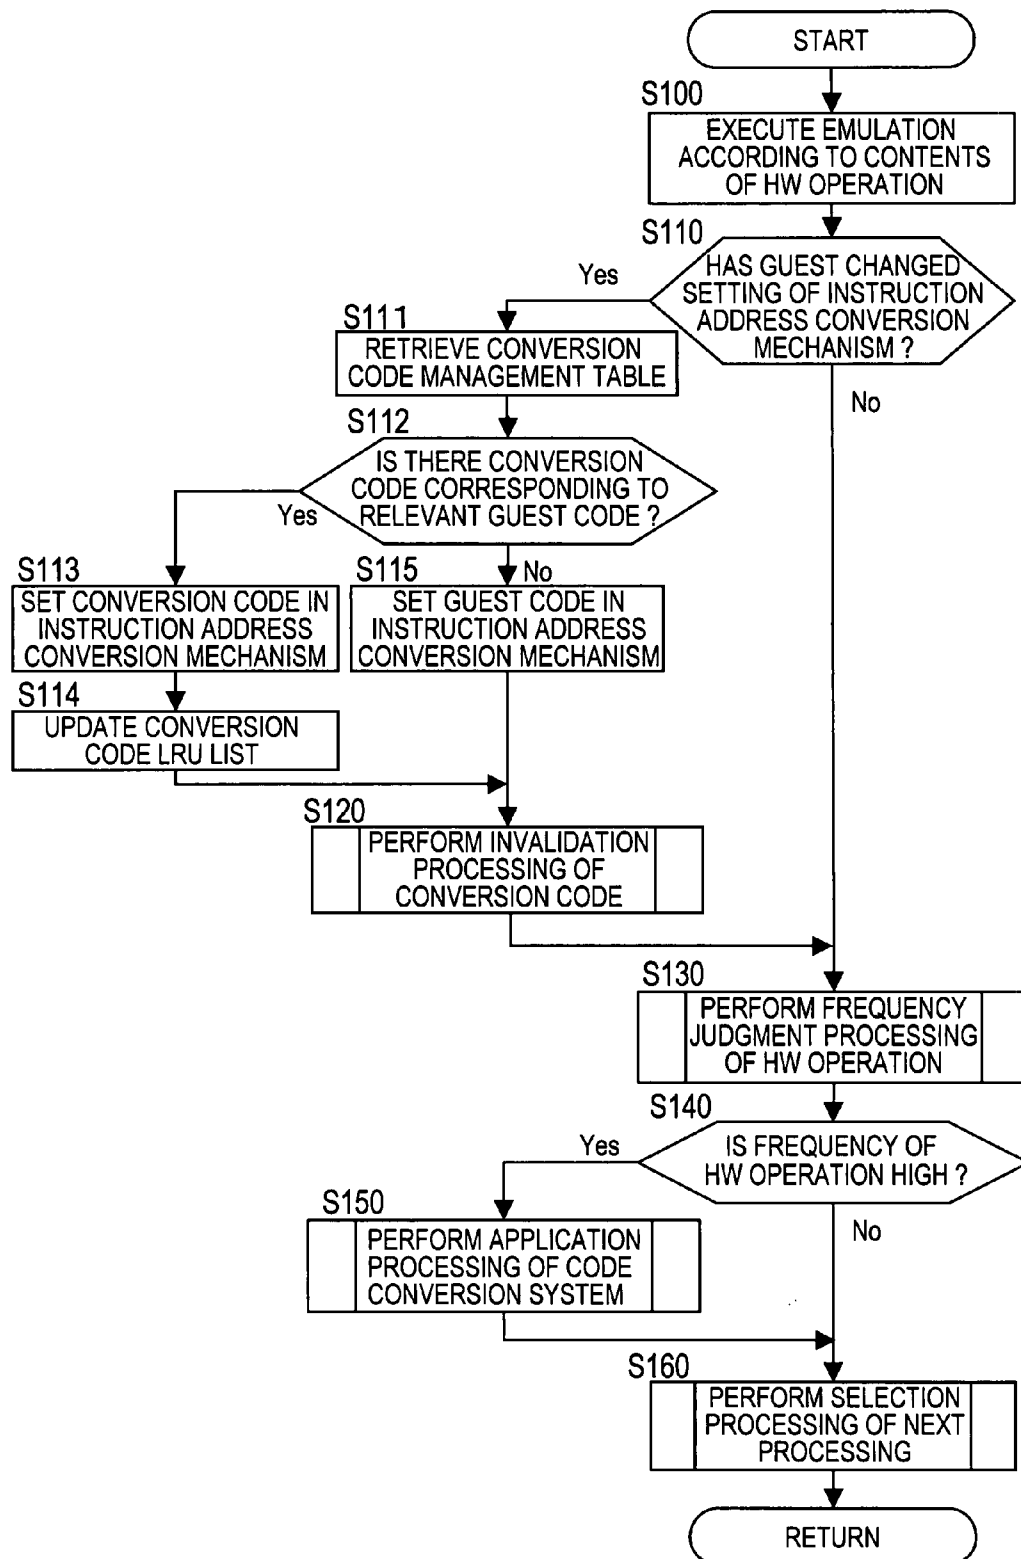 START
S100
EXECUTE EMULATION
ACCORDING TO CONTENTS
OF HW OPERATION
S110
HAS GUEST CHANGED
SETTING OF INSTRUCTION
ADDRESS CONVERSION
MECHANISM ?
Yes
No
S111
RETRIEVE CONVERSION
CODE MANAGEMENT TABLE
S112
IS THERE CONVERSION
CODE CORRESPONDING TO
RELEVANT GUEST CODE ?
Yes
No
S113
SET CONVERSION CODE IN
INSTRUCTION ADDRESS
CONVERSION MECHANISM
S115
SET GUEST CODE IN
INSTRUCTION ADDRESS
CONVERSION MECHANISM
S114
UPDATE CONVERSION
CODE LRU LIST
S120
PERFORM INVALIDATION
PROCESSING OF
CONVERSION CODE
S130
PERFORM FREQUENCY
JUDGMENT PROCESSING
OF HW OPERATION
S140
IS FREQUENCY OF
HW OPERATION HIGH ?
Yes
No
S150
PERFORM APPLICATION
PROCESSING OF CODE
CONVERSION SYSTEM
S160
PERFORM SELECTION
PROCESSING OF NEXT
PROCESSING
RETURN